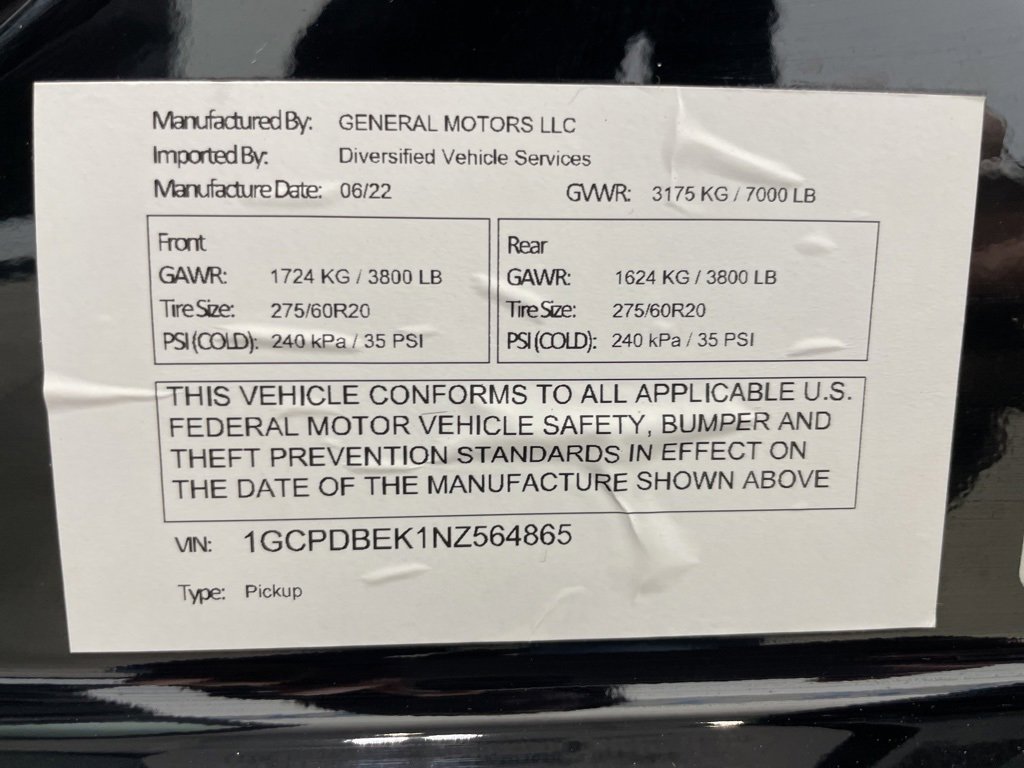 Manufactured By: GENERAL MOTORS LLC
Imported By: Diversified Vehicle Services
Manufacture Date: 06/22 GVWR: 3175 KG / 7000 LB
Front
GAWR: 1724 KG / 3800 LB
Tire Size: 275/60R20
PSI (COLD): 240 kPa / 35 PSI
Rear
GAWR: 1624 KG / 3800 LB
Tire Size: 275/60R20
PSI (COLD): 240 kPa / 35 PSI
THIS VEHICLE CONFORMS TO ALL APPLICABLE U.S.
FEDERAL MOTOR VEHICLE SAFETY, BUMPER AND
THEFT PREVENTION STANDARDS IN EFFECT ON
THE DATE OF THE MANUFACTURE SHOWN ABOVE
VIN: 1GCPDBEK1NZ564865
Type: Pickup